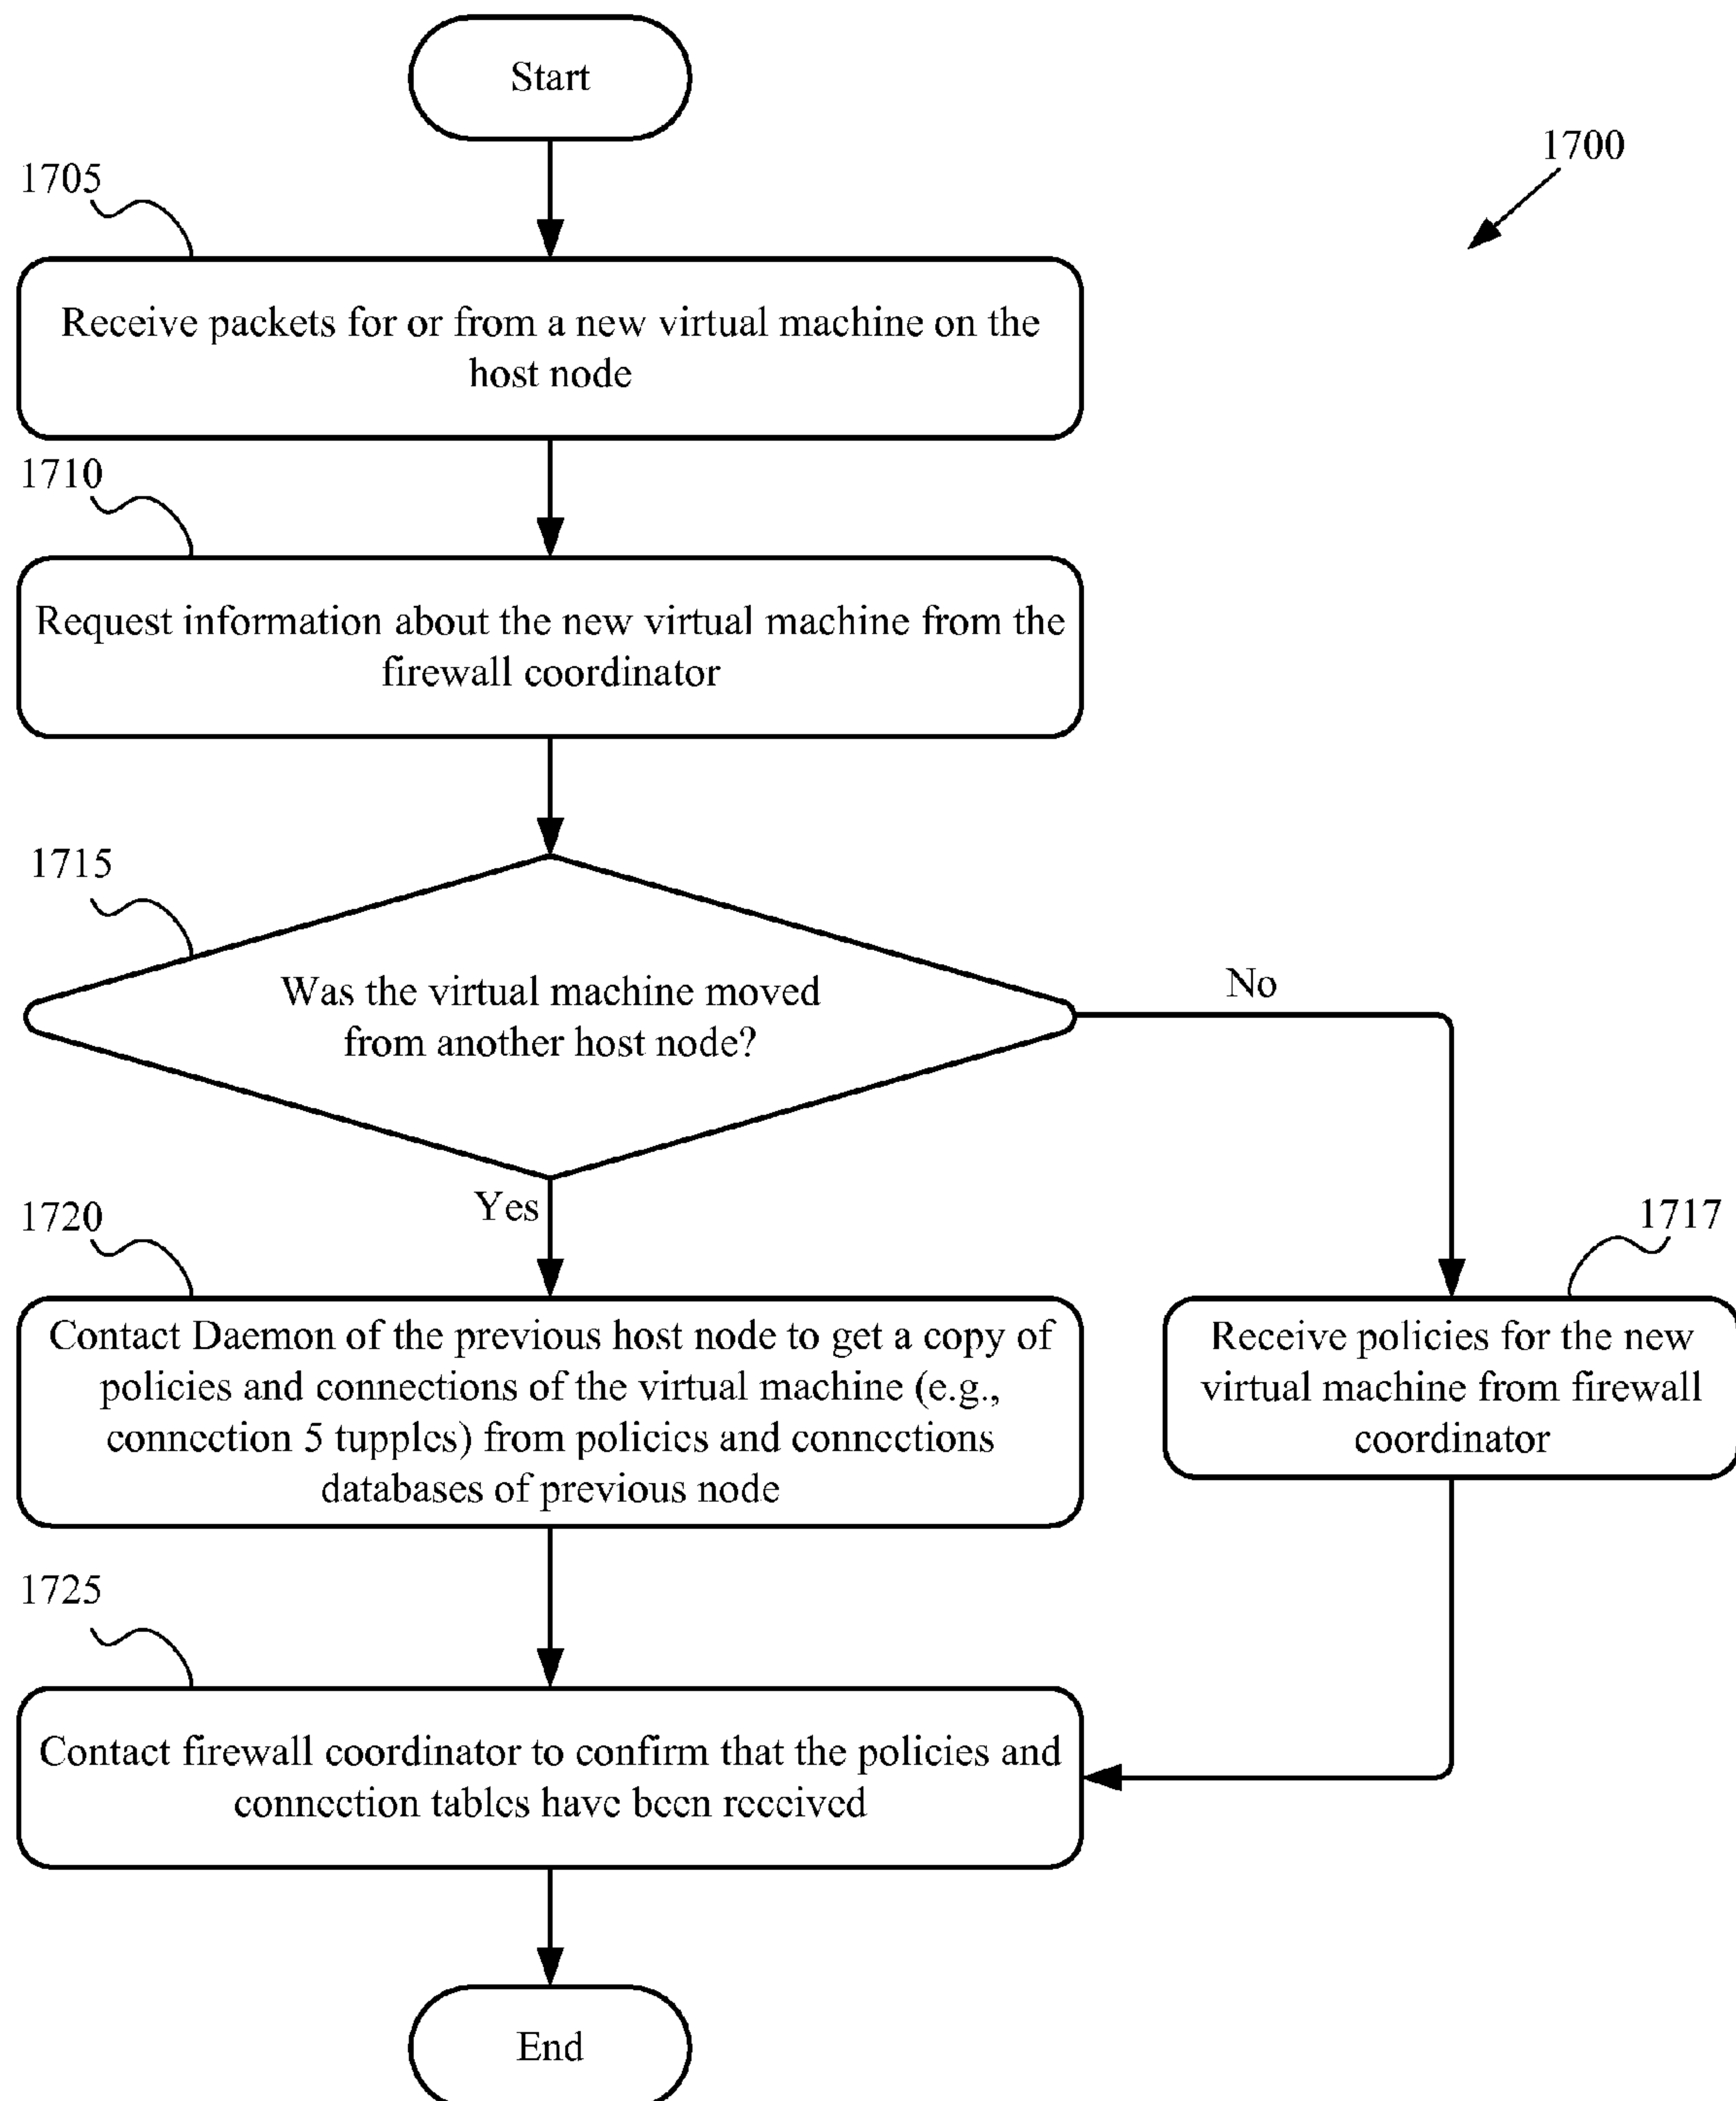 Start
1700
1705
Receive packets for or from a new virtual machine on the
host node
1710
Request information about the new virtual machine from the
firewall coordinator
1715
Was the virtual machine moved
from another host node?
No
Yes
1720
Contact Daemon of the previous host node to get a copy of
policies and connections of the virtual machine (e.g.,
connection 5 tupples) from policies and connections
databases of previous node
1717
Receive policies for the new
virtual machine from firewall
coordinator
1725
Contact firewall coordinator to confirm that the policies and
connection tables have been received
End